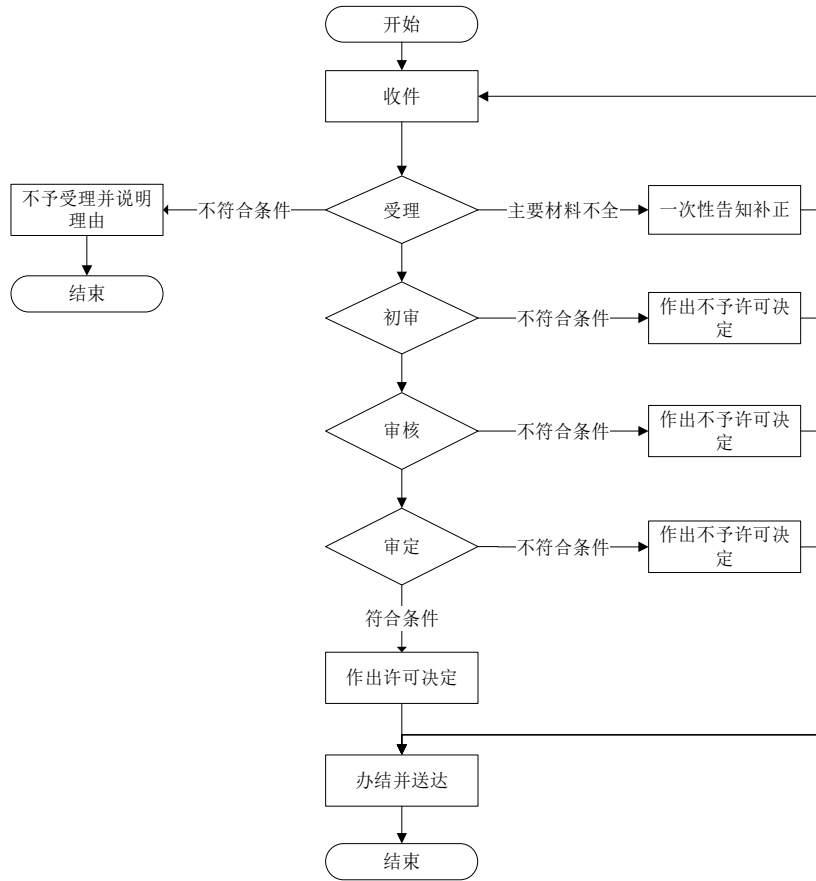 开始
收件
不予受理并说明
理由
不符合条件
受理
主要材料不全
一次性告知补正
结束
初审
不符合条件
作出不予许可决
定
审核
不符合条件
作出不予许可决
定
审定
不符合条件
作出不予许可决
定
符合条件
作出许可决定
办结并送达
结束